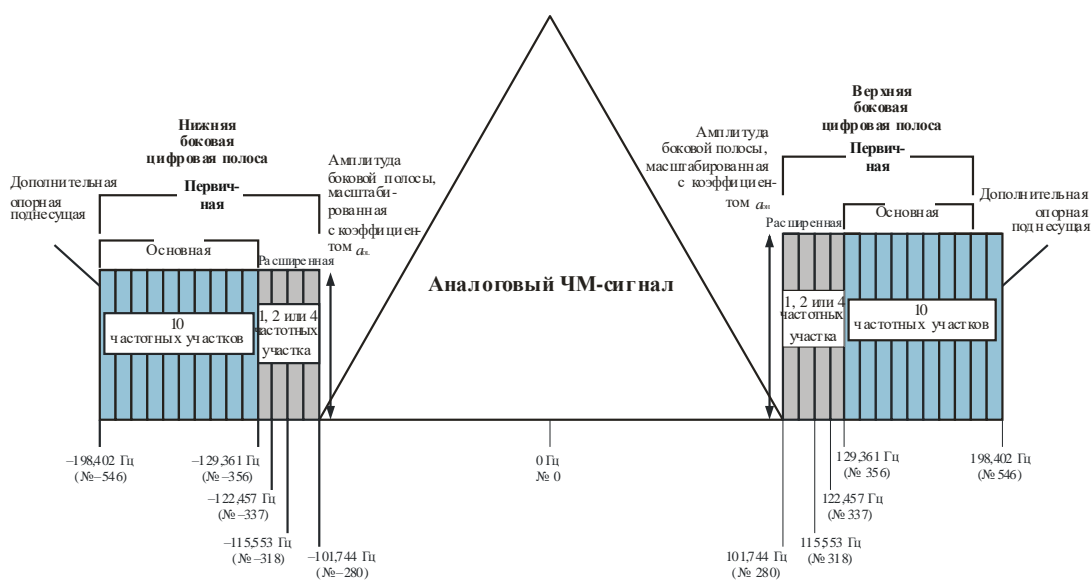 Нижняя
боковая
цифровая полоса
Первич-
ная
Дополнительная
опорная
поднесущая
Основная
Расширенная
10
частотных участков
1, 2 или 4
частотных
участка
Амплитуда
боковой полосы,
масштаби-
рованная
с коэффициен-
том
Аналоговый ЧМ-сигнал
Верхняя
боковая
цифровая полоса
Первич-
ная
Амплитуда
боковой полосы,
масштабированная
с коэффициен-
том
Расширенная
Основная
Дополнительная
опорная
поднесущая
1, 2 или 4
частотных
участка
10
частотных участков
–198,402 Гц
(№–546)
–129,361 Гц
(№–356)
–122,457 Гц
(№–337)
–115,553 Гц
(№–318)
–101,744 Гц
(№–280)
0 Гц
№ 0
101,744 Гц
(№ 280)
115,553 Гц
(№ 318)
122,457 Гц
(№ 337)
129,361 Гц
(№ 356)
198,402 Гц
(№ 546)